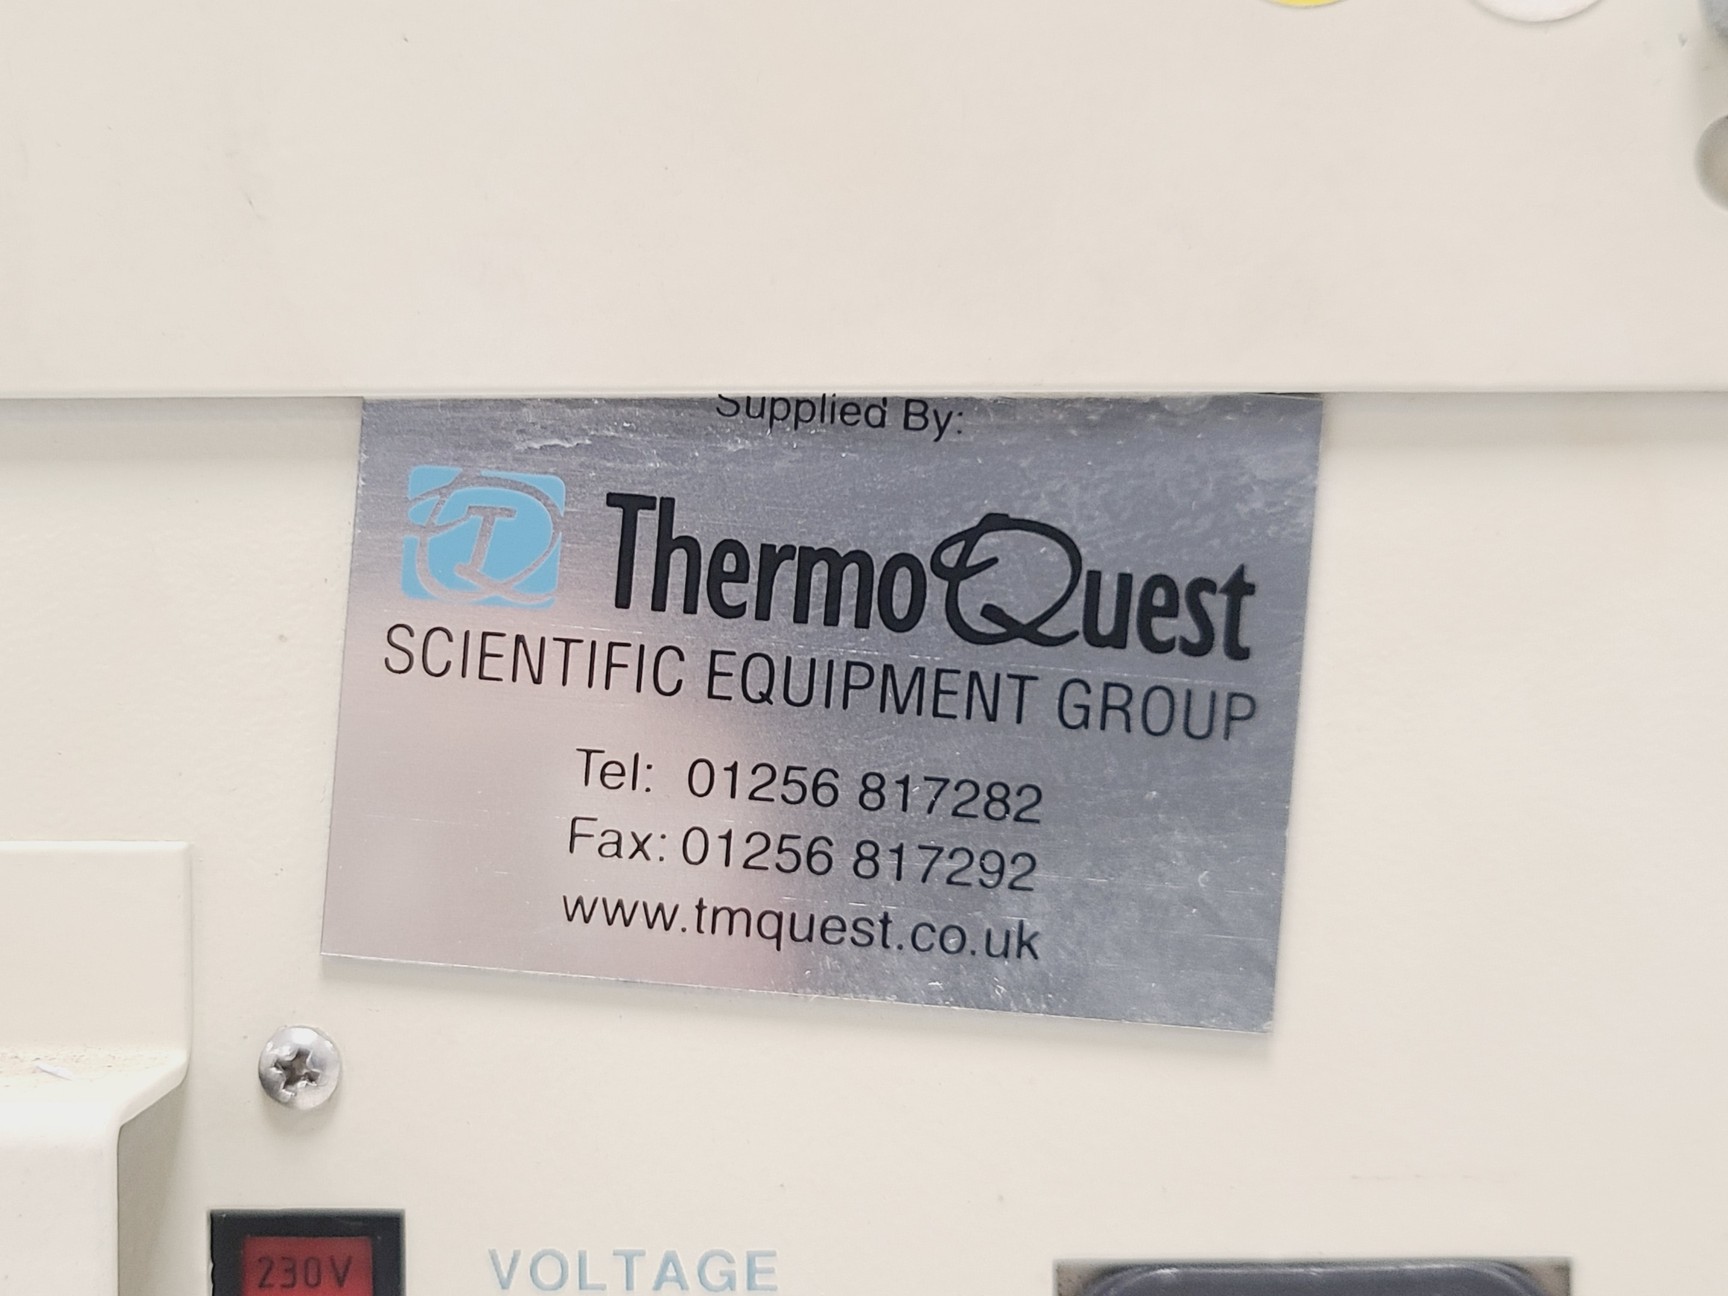 Supplied By:
ThermoQuest
SCIENTIFIC EQUIPMENT GROUP
Tel: 01256 817282
Fax: 01256 817292
www.tmquest.co.uk
230V VOLTAGE